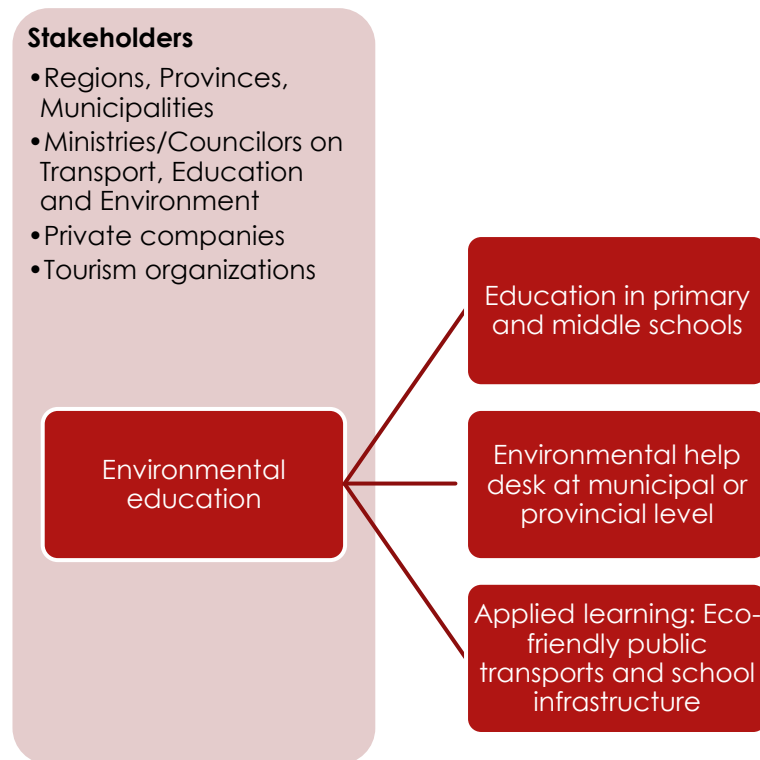 Stakeholders
•Regions, Provinces,
Municipalities
•Ministries/Councilors on
Transport, Education
and Environment
•Private companies
•Tourism organizations
Environmental
education
Education in primary
and middle schools
Environmental help
desk at municipal or
provincial level
Applied learning: Eco-
friendly public
transports and school
infrastructure